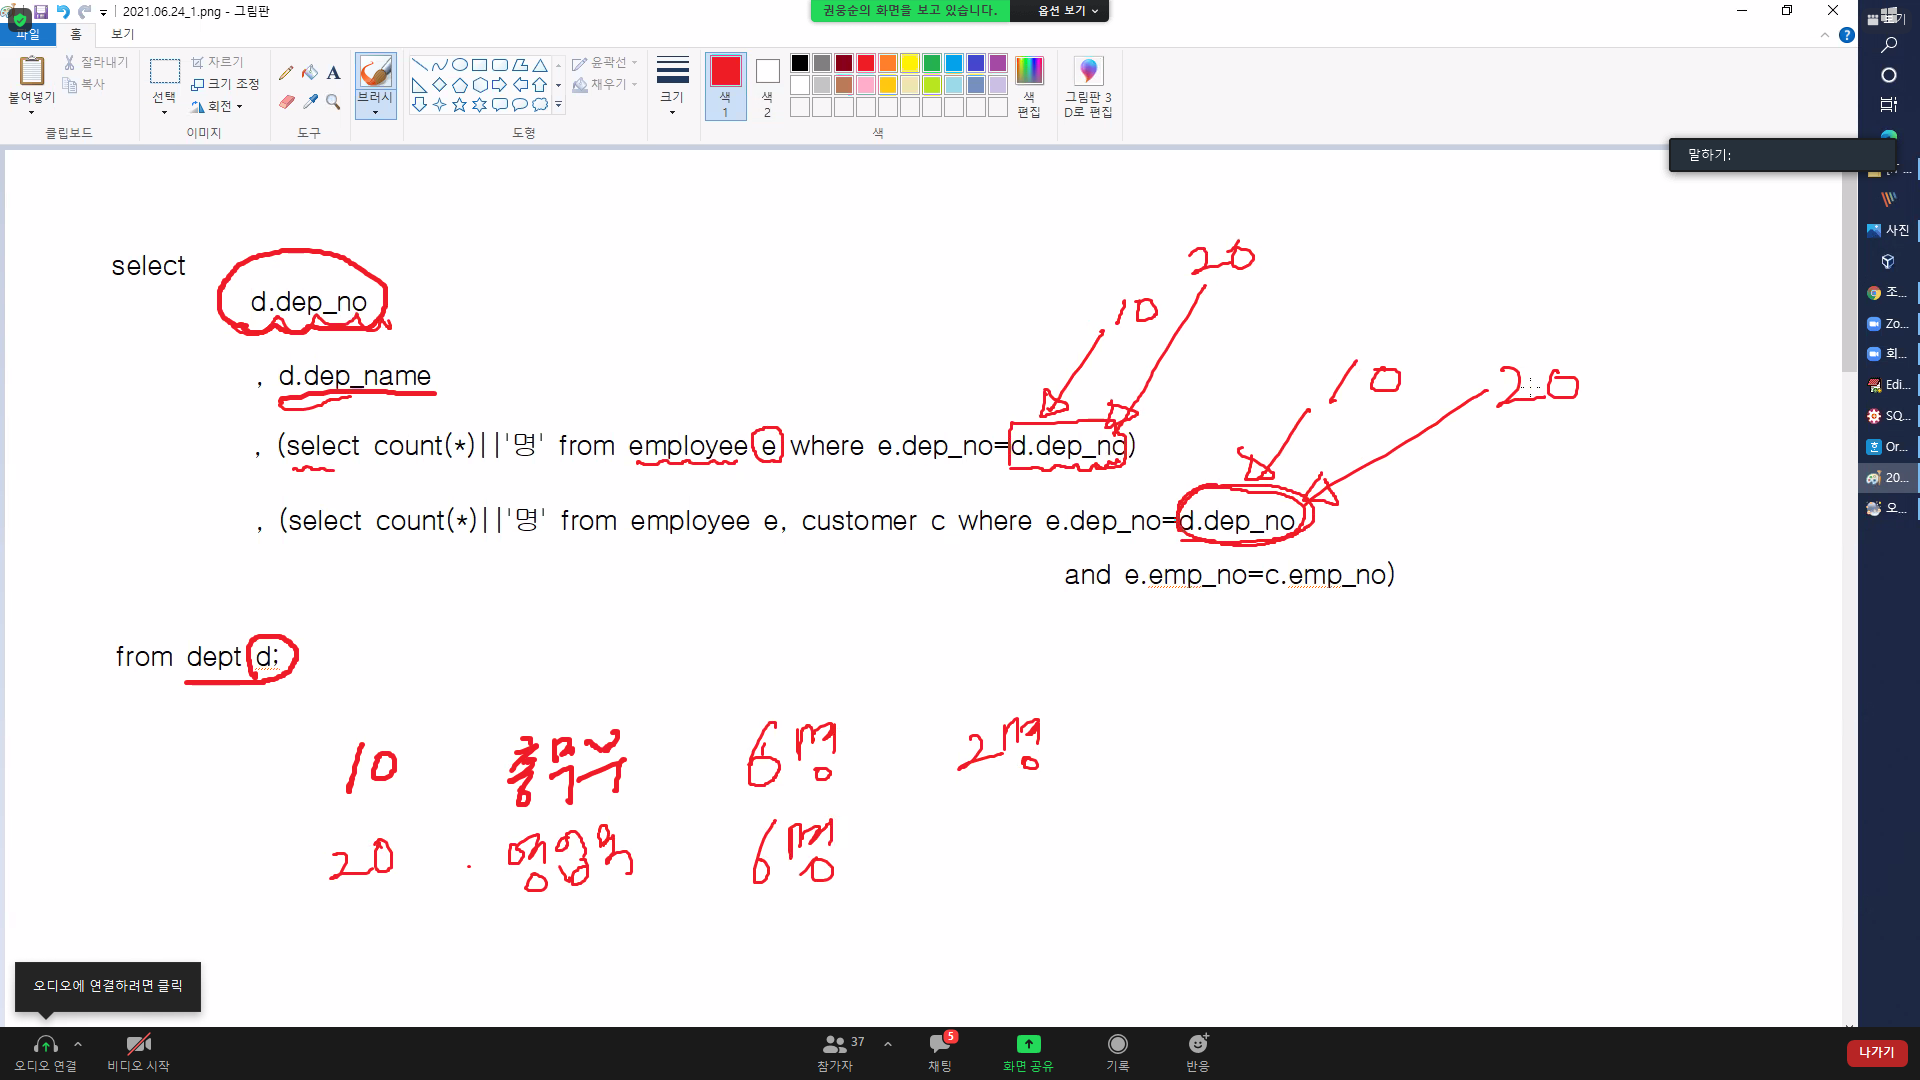 2021.06.24_1.png - 그림판
권웅순의 화면을 보고 있습니다.
옵션 보기
파일 홈 보기
붙여넣기
잘라내기
복사
클립보드
선택
자르기
크기 조정
회전
이미지
A
도구
브러시
윤곽선
채우기
도형
크기
색
1
색
2
색
편집
색
그림판 3
D로 편집
말하기:
사진
조...
Zo...
회...
Edi...
SQ...
Or...
20...
오...
20
select
10
d.dep_no
10
20
, d.dep_name
, (select count(*)||'명' from employee e where e.dep_no=d.dep_no)
, (select count(*)||'명' from employee e, customer c where e.dep_no=d.dep_no
and e.emp_no=c.emp_no)
from dept d;
10 총무부 6명 2명
20 영업부 6명
오디오에 연결하려면 클릭
오디오 연결
비디오 시작
37
참가자
5
채팅
화면 공유
기록
반응
나가기